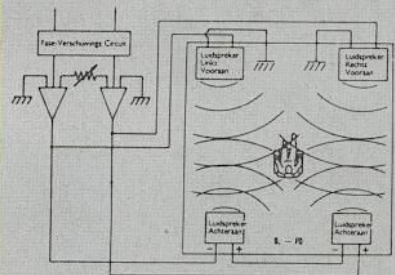 Fase-Verschuivings Circuit
Luidspreker
Links
Vooraan
Luidspreker
Rechts
Vooraan
Luidspreker
Achteraan
Luidspreker
Achteraan
- +
- +